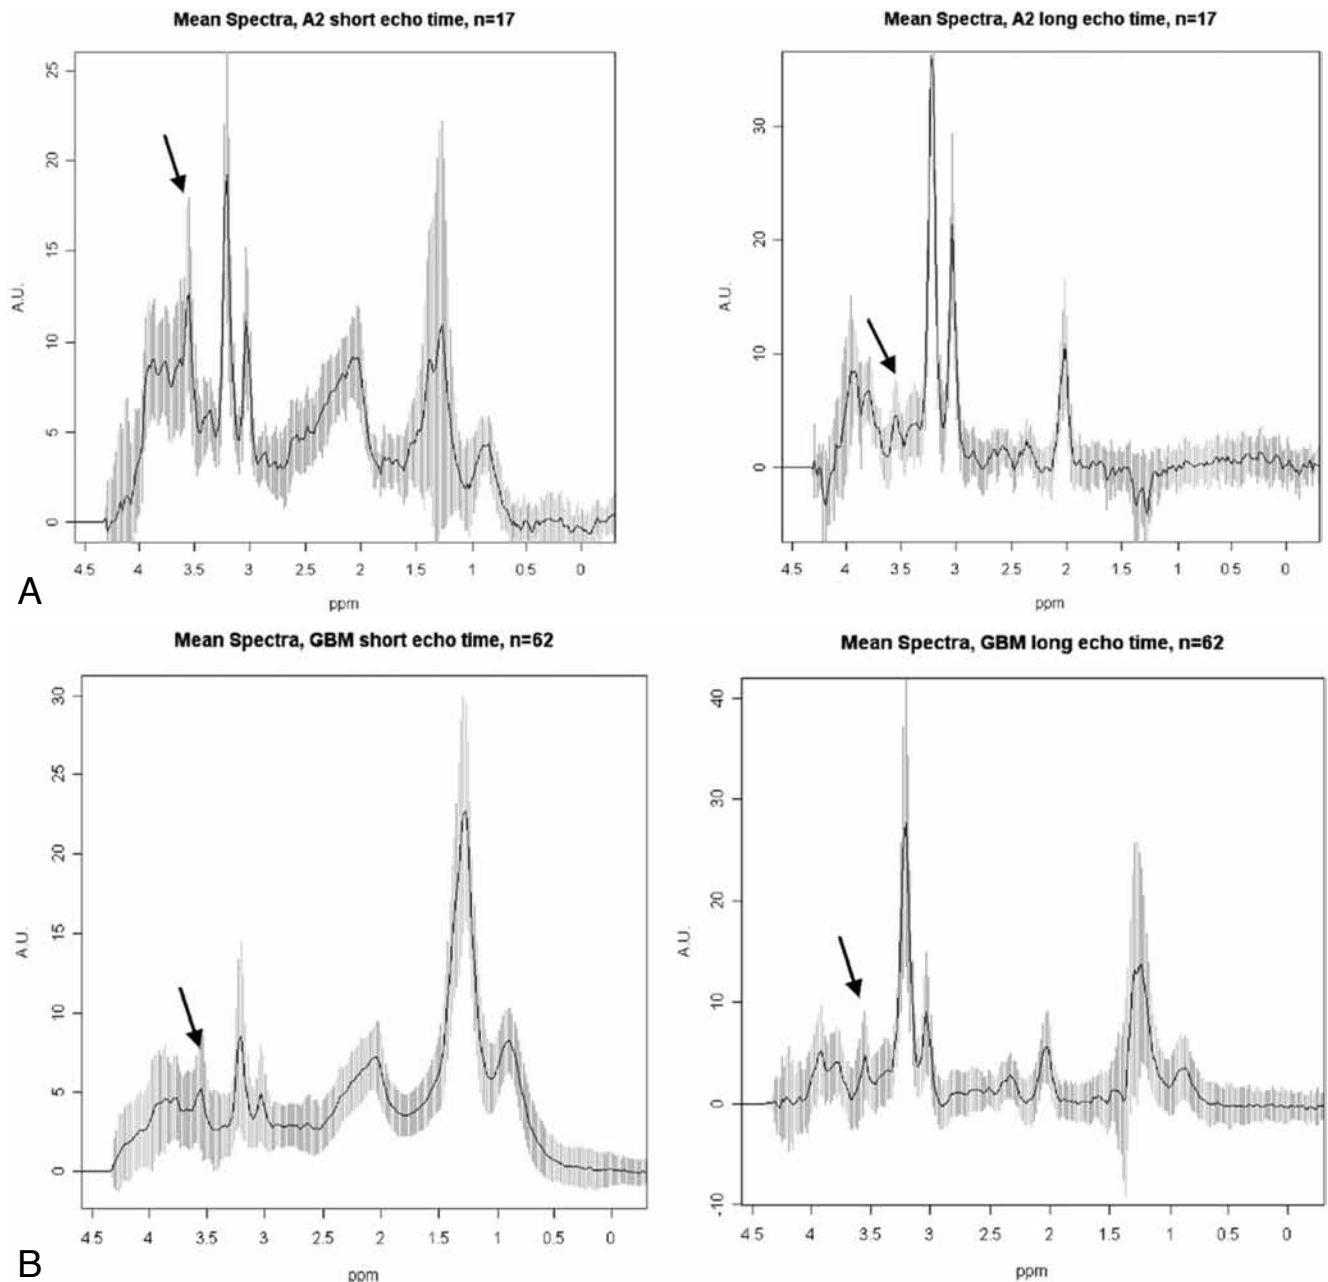 Mean Spectra, A2 short echo time, n=17
25
20
15
10
5
0
A.U.
4.5 4 3.5 3 2.5 2 1.5 1 0.5 0
ppm
Mean Spectra, A2 long echo time, n=17
30
20
10
0
A.U.
4.5 4 3.5 3 2.5 2 1.5 1 0.5 0
ppm
A
Mean Spectra, GBM short echo time, n=62
30
25
20
15
10
5
0
A.U.
4.5 4 3.5 3 2.5 2 1.5 1 0.5 0
ppm
Mean Spectra, GBM long echo time, n=62
40
30
20
10
0
-10
A.U.
4.5 4 3.5 3 2.5 2 1.5 1 0.5 0
ppm
B